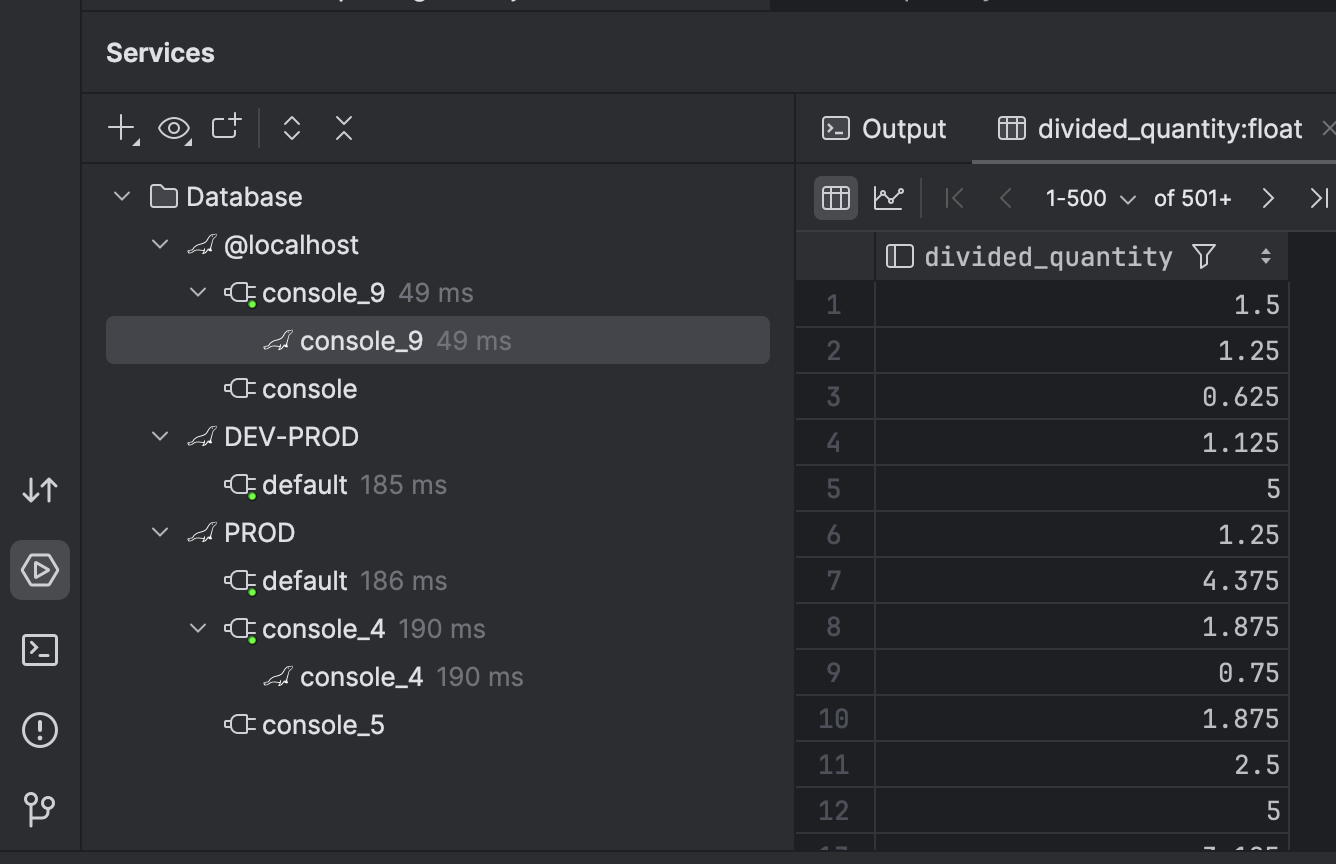 Services
Output
divided_quantity:float
1-500
of 501+
Database
@localhost
console_9 49 ms
console_9 49 ms
console
DEV-PROD
default 185 ms
PROD
default 186 ms
console_4 190 ms
console_4 190 ms
console_5
divided_quantity
1 1.5
2 1.25
3 0.625
4 1.125
5 5
6 1.25
7 4.375
8 1.875
9 0.75
10 1.875
11 2.5
12 5